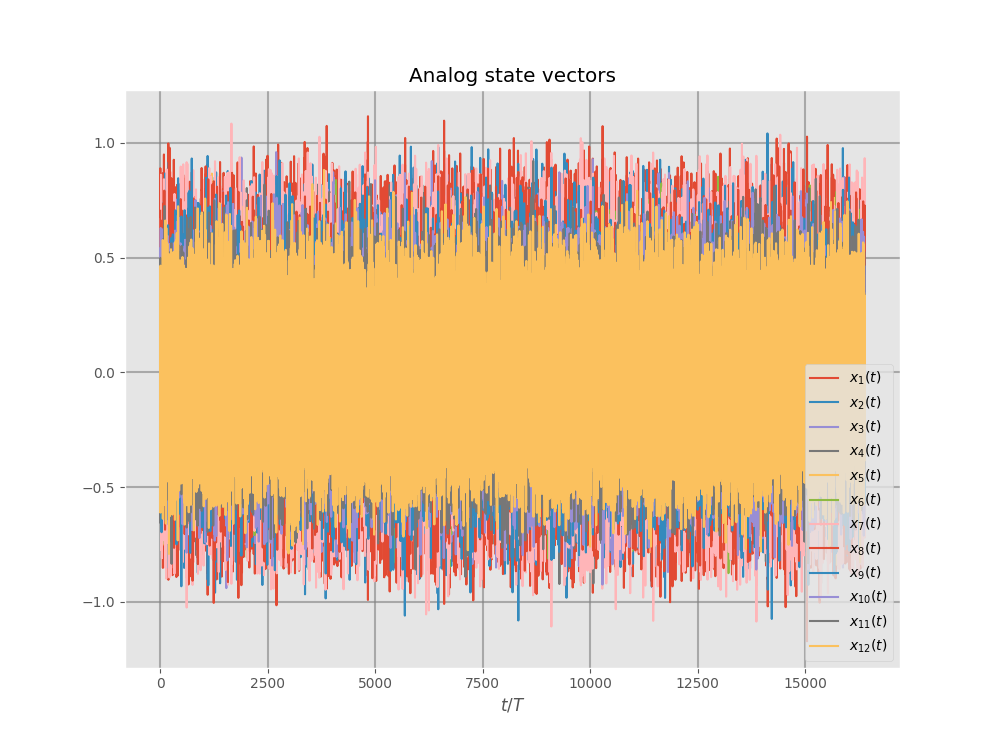 Analog state vectors
1.0
0.5
0.0
−0.5
−1.0
0 2500 5000 7500 10000 12500 15000
t/T
x₁(t)
x₂(t)
x₃(t)
x₄(t)
x₅(t)
x₆(t)
x₇(t)
x₈(t)
x₉(t)
x₁₀(t)
x₁₁(t)
x₁₂(t)